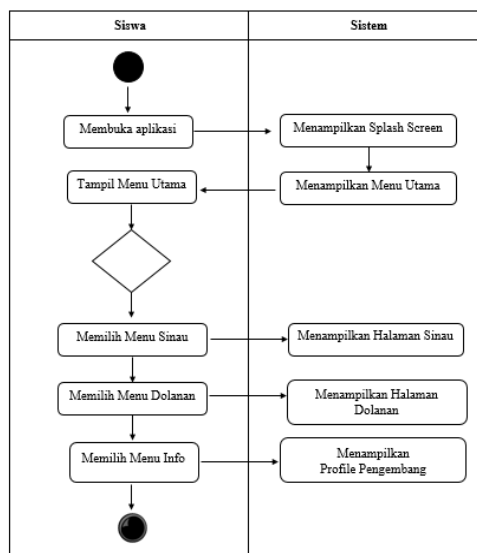 Siswa
Sistem
Membuka aplikasi
Menampilkan Splash Screen
Tampil Menu Utama
Menampilkan Menu Utama
Memilih Menu Sinau
Menampilkan Halaman Sinau
Memilih Menu Dolanan
Menampilkan Halaman
Dolanan
Memilih Menu Info
Menampilkan
Profile Pengembang